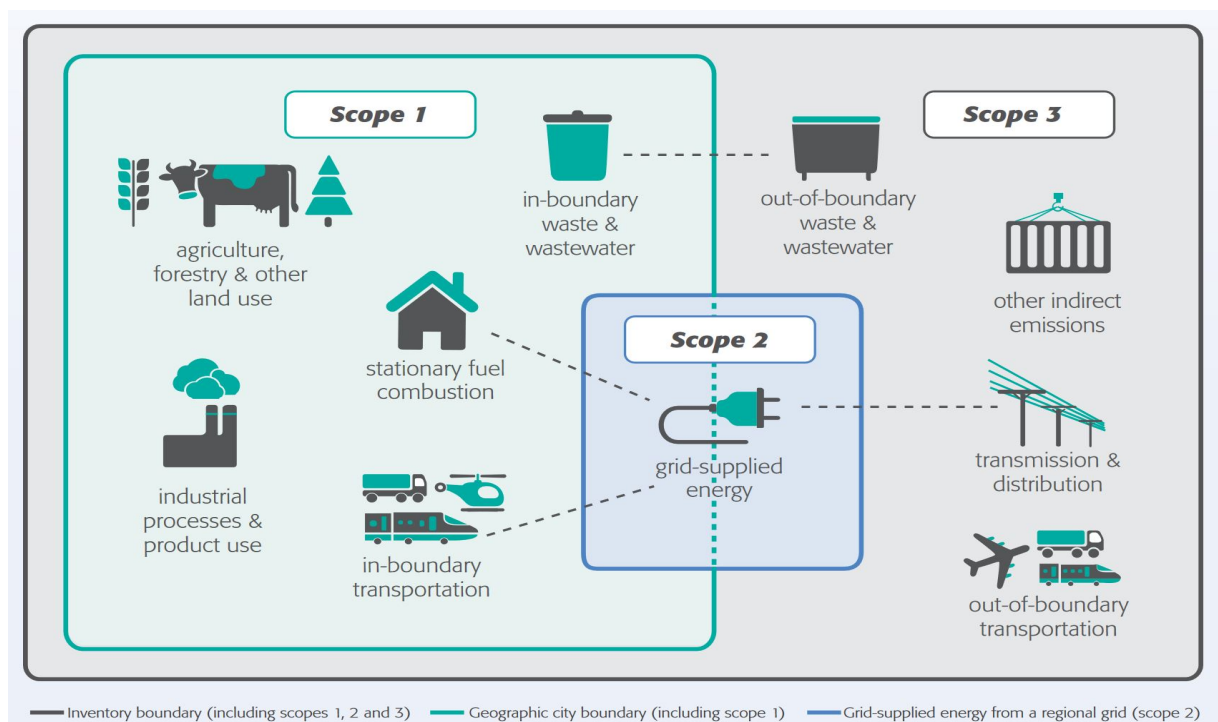 Scope 1
Scope 3
in-boundary
waste &
wastewater
out-of-boundary
waste &
wastewater
agriculture,
forestry & other
land use
other indirect
emissions
Scope 2
stationary fuel
combustion
grid-supplied
energy
transmission &
distribution
industrial
processes &
product use
in-boundary
transportation
out-of-boundary
transportation
Inventory boundary (including scopes 1, 2 and 3)
Geographic city boundary (including scope 1)
Grid-supplied energy from a regional grid (scope 2)